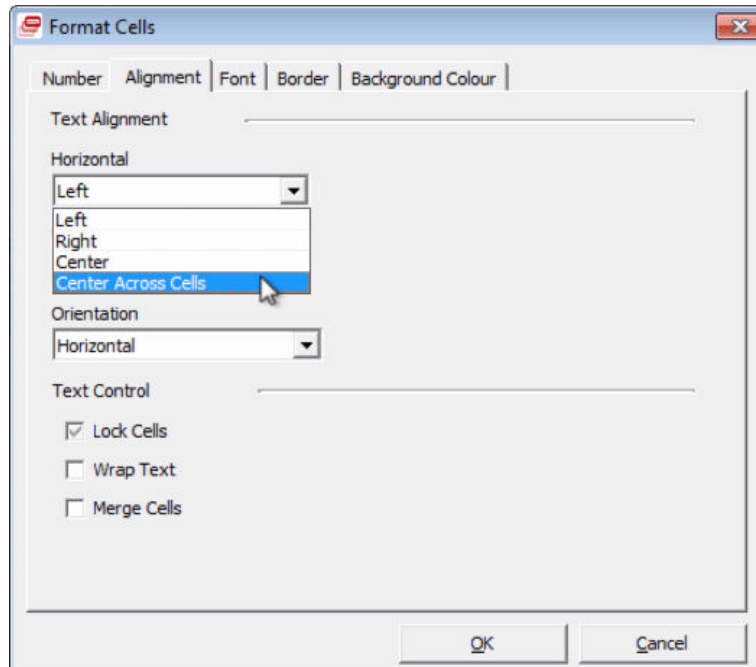 Format Cells
Number Alignment Font Border Background Colour
Text Alignment
Horizontal
Left
Left
Right
Center
Center Across Cells
Orientation
Horizontal
Text Control
Lock Cells
Wrap Text
Merge Cells
OK Cancel